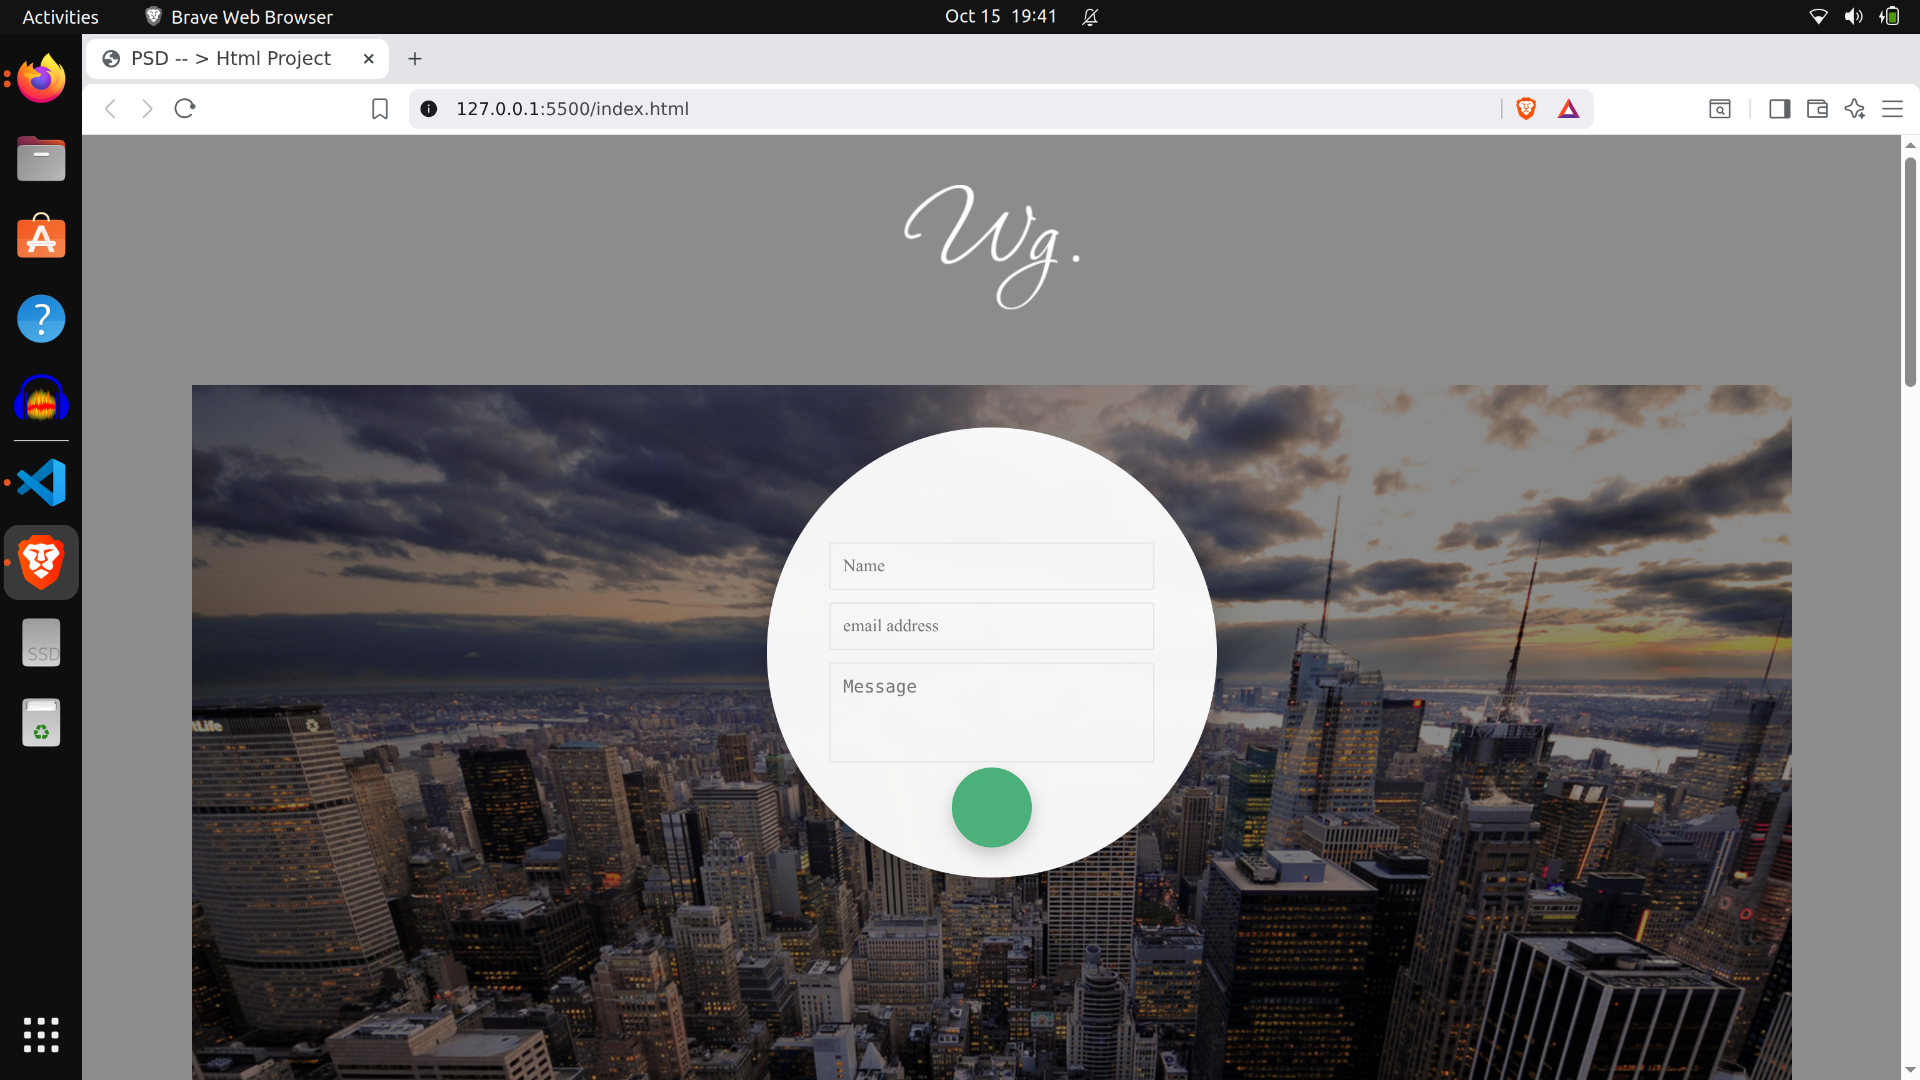 Activities
Brave Web Browser
Oct 15 19:41
PSD -- > Html Project
127.0.0.1:5500/index.html
Wg.
Name
email address
Message
SSD